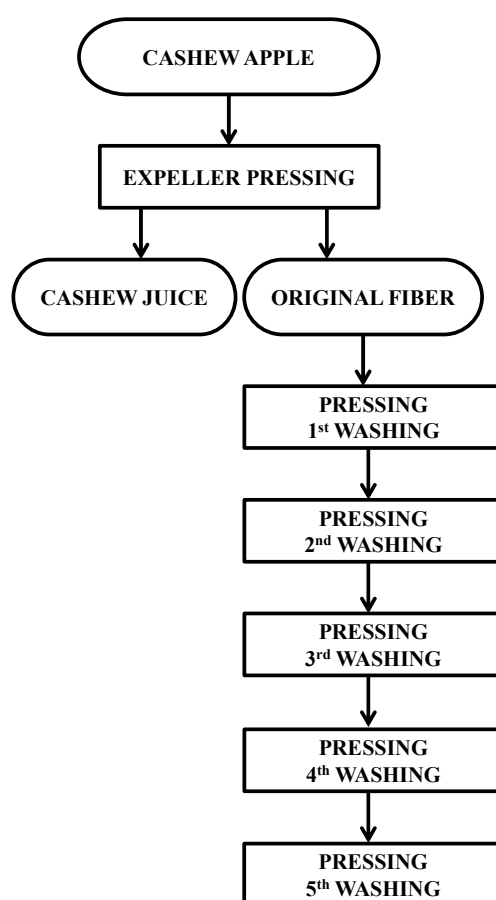 CASHEW APPLE
EXPELLER PRESSING
CASHEW JUICE
ORIGINAL FIBER
PRESSING
1st WASHING
PRESSING
2nd WASHING
PRESSING
3rd WASHING
PRESSING
4th WASHING
PRESSING
5th WASHING